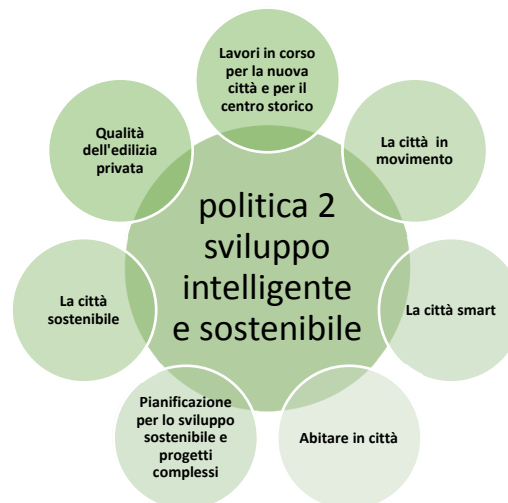 Lavori in corso
per la nuova
città e per il
centro storico
La città in
movimento
La città smart
Abitare in città
Pianificazione
per lo sviluppo
sostenibile e
progetti
complessi
La città
sostenibile
Qualità
dell'edilizia
privata
politica 2
sviluppo
intelligente
e sostenibile